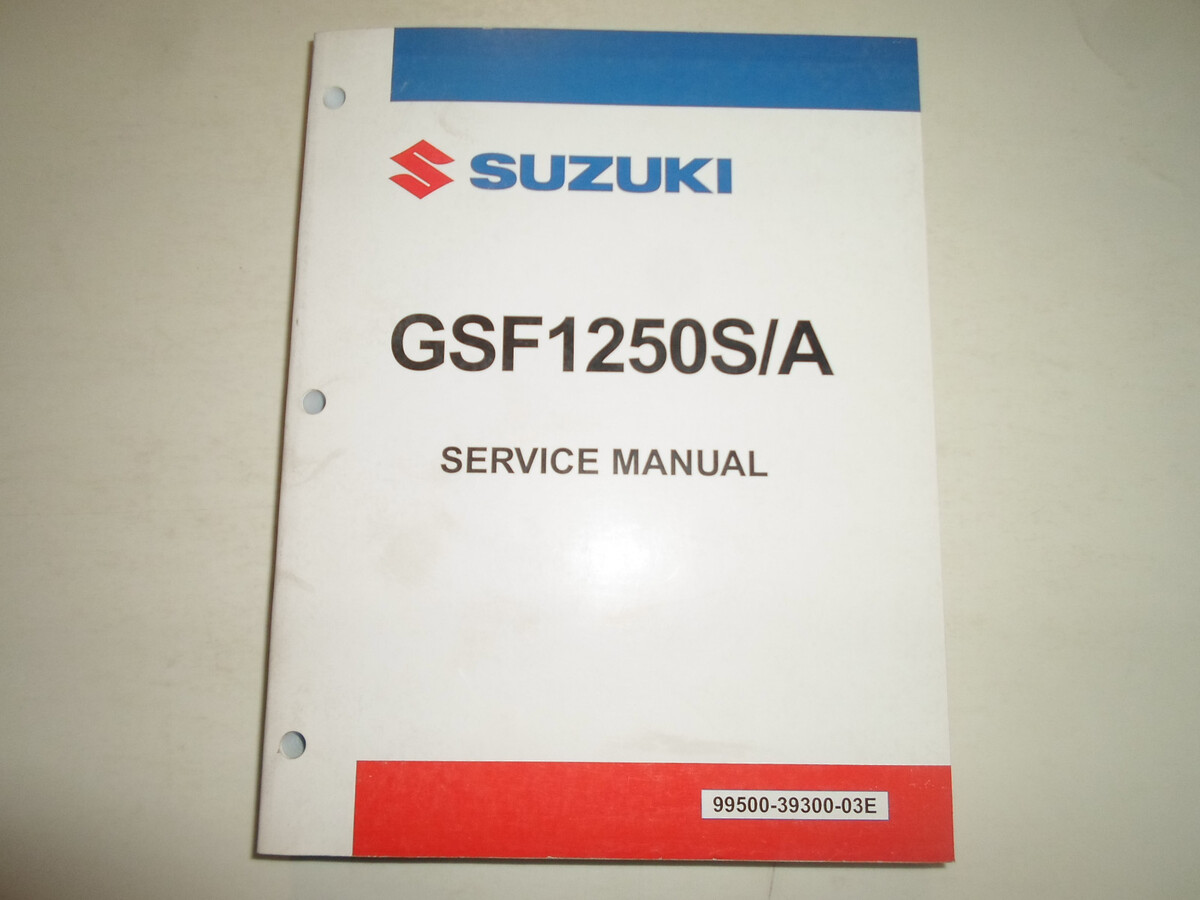 SUZUKI
GSF1250S/A
SERVICE MANUAL
99500-39300-03E